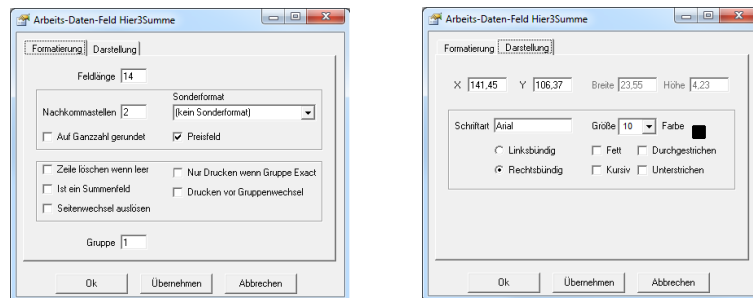 Arbeits-Daten-Feld Hier3Summe
Formatierung Darstellung
Feldlänge 14
Sonderformat
Nachkommastellen 2 (kein Sonderformat)
Auf Ganzzahl gerundet Preisfeld
Zeile löschen wenn leer Nur Drucken wenn Gruppe Exact
Ist ein Summenfeld Drucken vor Gruppenwechsel
Seitenwechsel auslösen
Gruppe 1
Ok Übernehmen Abbrechen
Arbeits-Daten-Feld Hier3Summe
Formatierung Darstellung
X 141,45 Y 106,37 Breite 23,55 Höhe 4,23
Schriftart Arial Größe 10 Farbe
Linksbündig Fett Durchgestrichen
Rechtsbündig Kursiv Unterstrichen
Ok Übernehmen Abbrechen